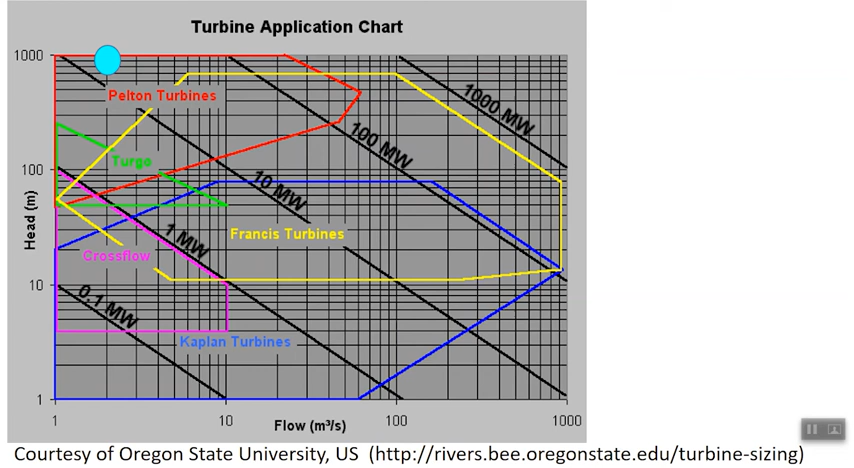 Turbine Application Chart
1000
1000 MW
Pelton Turbines
100 MW
Turgo
100
10 MW
Head (m)
Francis Turbines
1 MW
Crossflow
10
0.1 MW
Kaplan Turbines
1
1 10 100 1000
Flow (m³/s)
Courtesy of Oregon State University, US (http://rivers.bee.oregonstate.edu/turbine-sizing)